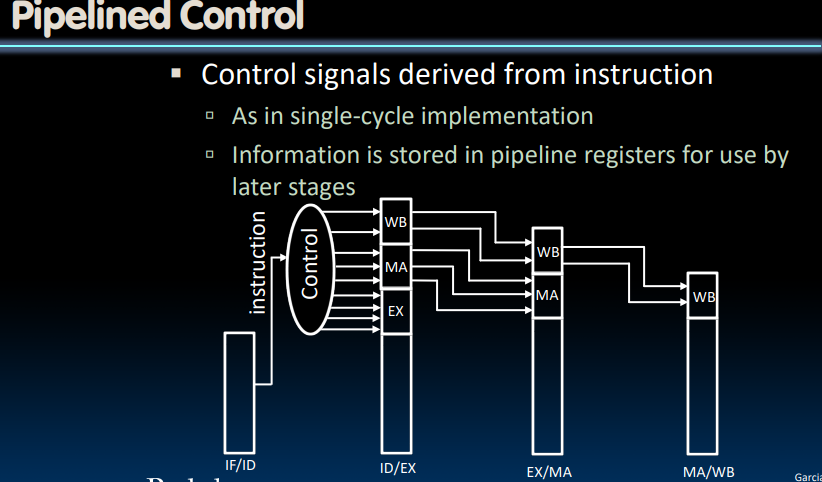 Pipelined Control
▪ Control signals derived from instruction
▫ As in single-cycle implementation
▫ Information is stored in pipeline registers for use by
later stages
instruction
Control
WB
MA
EX
WB
MA
WB
IF/ID
ID/EX
EX/MA
MA/WB